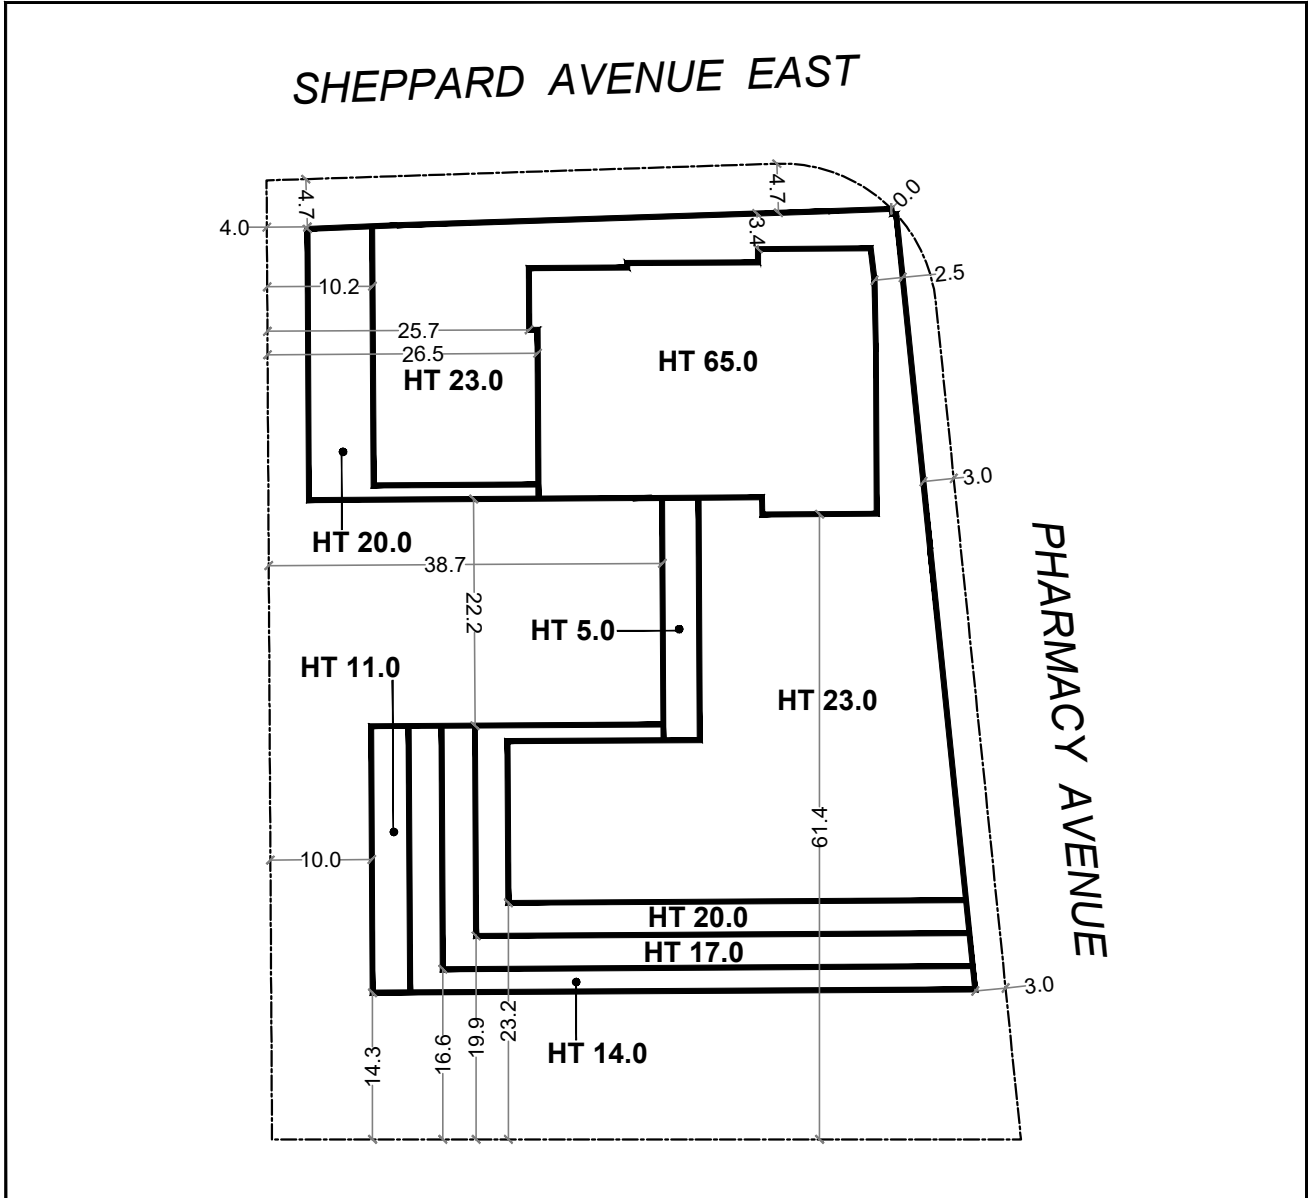 SHEPPARD AVENUE EAST
4.7
4.7
0.0
4.0
3.4
2.5
10.2
25.7
26.5
HT 65.0
HT 23.0
3.0
HT 20.0
38.7
22.2
HT 5.0
HT 11.0
HT 23.0
PHARMACY AVENUE
61.4
10.0
HT 20.0
HT 17.0
3.0
14.3
16.6
19.9
23.2
HT 14.0